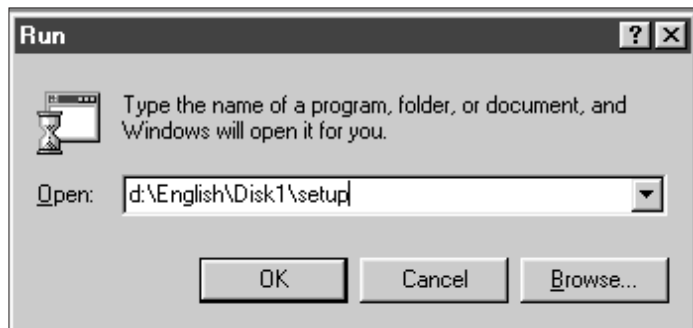 Run
Type the name of a program, folder, or document, and
Windows will open it for you.
Open: d:\English\Disk1\setup
OK Cancel Browse...